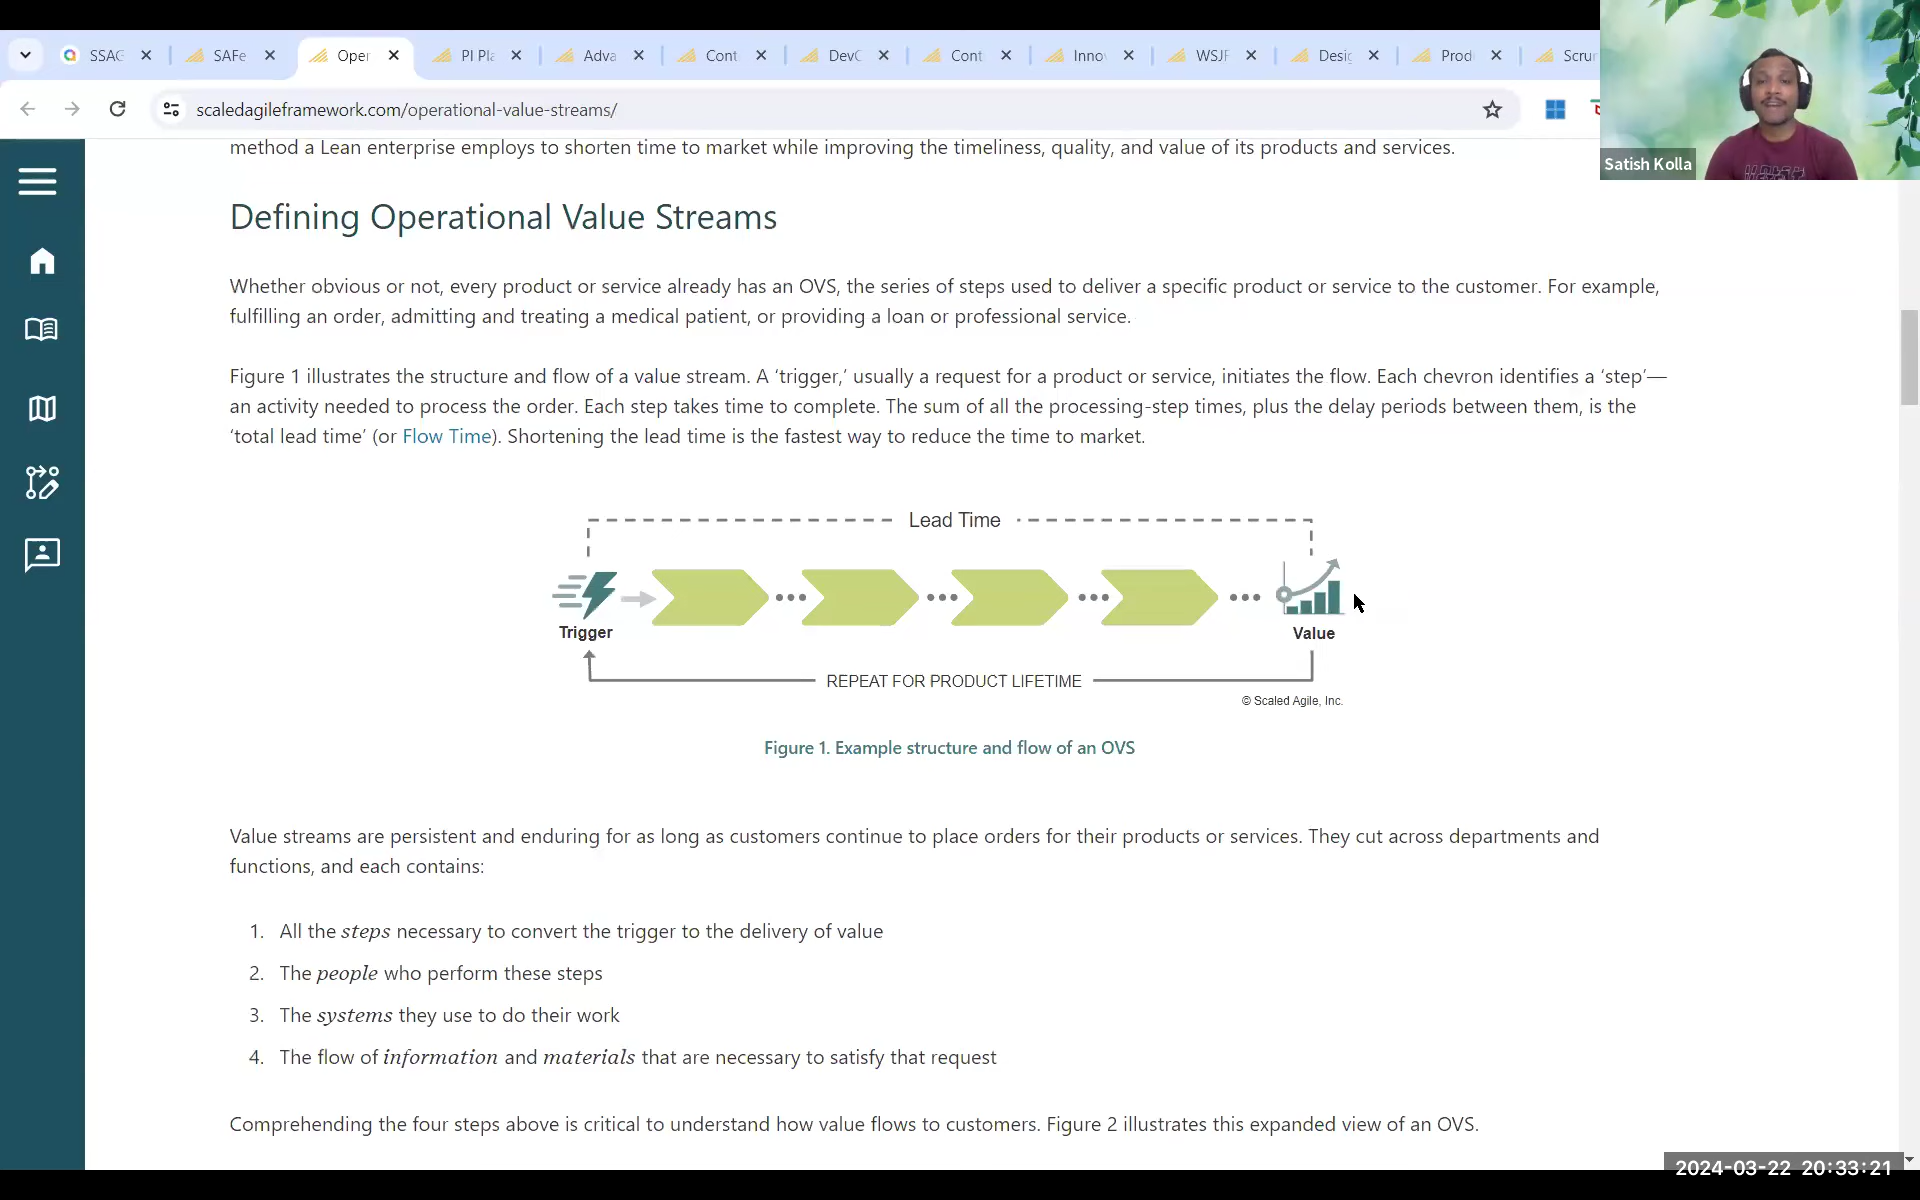 SSAG
SAFe
Oper
PI Pla
Adva
Cont
DevC
Cont
Inno
WSJF
Desig
Prod
Scru
scaledagileframework.com/operational-value-streams/
Satish Kolla
method a Lean enterprise employs to shorten time to market while improving the timeliness, quality, and value of its products and services.
Defining Operational Value Streams
Whether obvious or not, every product or service already has an OVS, the series of steps used to deliver a specific product or service to the customer. For example,
fulfilling an order, admitting and treating a medical patient, or providing a loan or professional service.
Figure 1 illustrates the structure and flow of a value stream. A ‘trigger,’ usually a request for a product or service, initiates the flow. Each chevron identifies a ‘step’—
an activity needed to process the order. Each step takes time to complete. The sum of all the processing-step times, plus the delay periods between them, is the
‘total lead time’ (or Flow Time). Shortening the lead time is the fastest way to reduce the time to market.
Lead Time
Trigger
Value
REPEAT FOR PRODUCT LIFETIME
© Scaled Agile, Inc.
Figure 1. Example structure and flow of an OVS
Value streams are persistent and enduring for as long as customers continue to place orders for their products or services. They cut across departments and
functions, and each contains:
1. All the steps necessary to convert the trigger to the delivery of value
2. The people who perform these steps
3. The systems they use to do their work
4. The flow of information and materials that are necessary to satisfy that request
Comprehending the four steps above is critical to understand how value flows to customers. Figure 2 illustrates this expanded view of an OVS.
2024-03-22 20:33:21